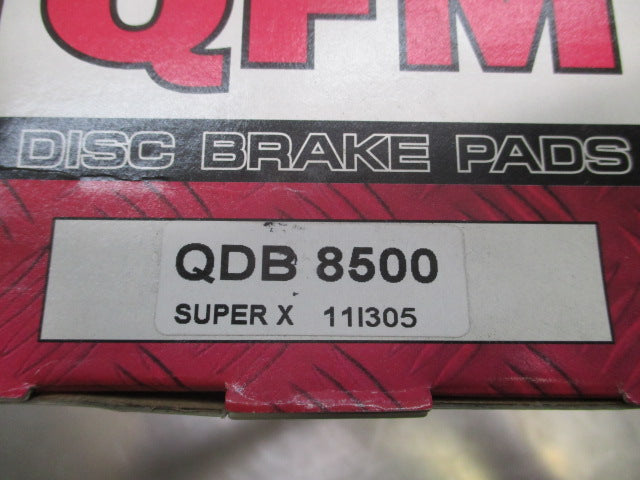 QFM
DISC BRAKE PADS
QDB 8500
SUPER X 11I305